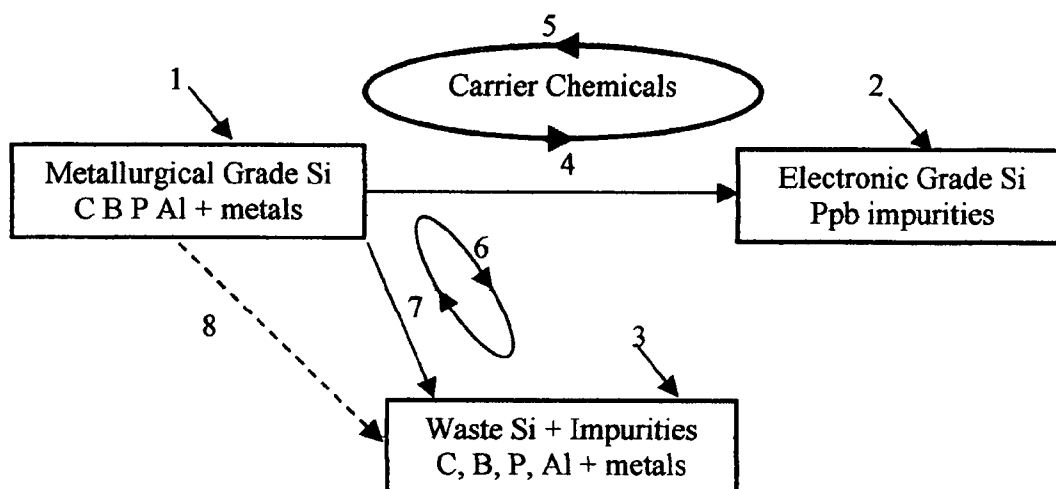 5
1
Carrier Chemicals
2
4
Metallurgical Grade Si
C B P Al + metals
Electronic Grade Si
Ppb impurities
6
7
8
3
Waste Si + Impurities
C, B, P, Al + metals